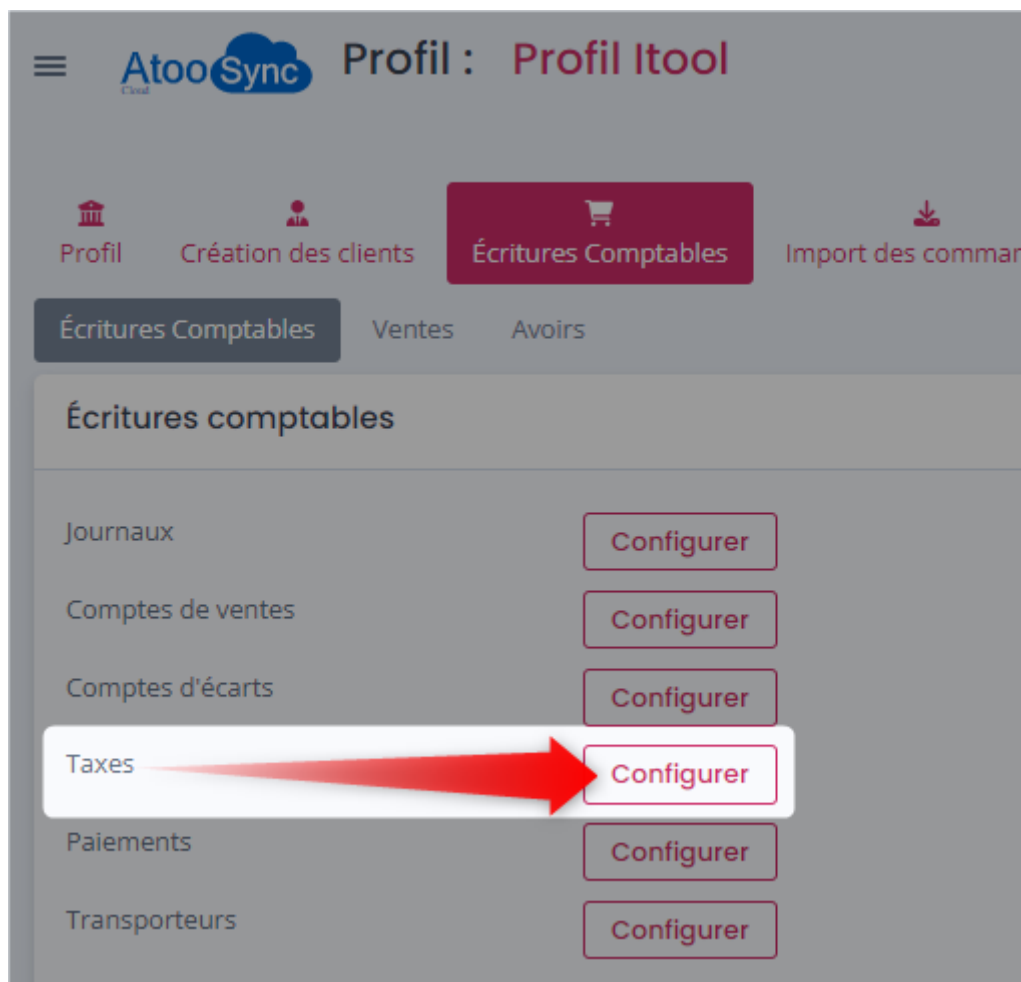 AtooSync
Cloud
Profil : Profil Itool
Profil
Création des clients
Écritures Comptables
Import des comman
Écritures Comptables
Ventes
Avoirs
Écritures comptables
Journaux
Configurer
Comptes de ventes
Configurer
Comptes d'écarts
Configurer
Taxes
Configurer
Paiements
Configurer
Transporteurs
Configurer